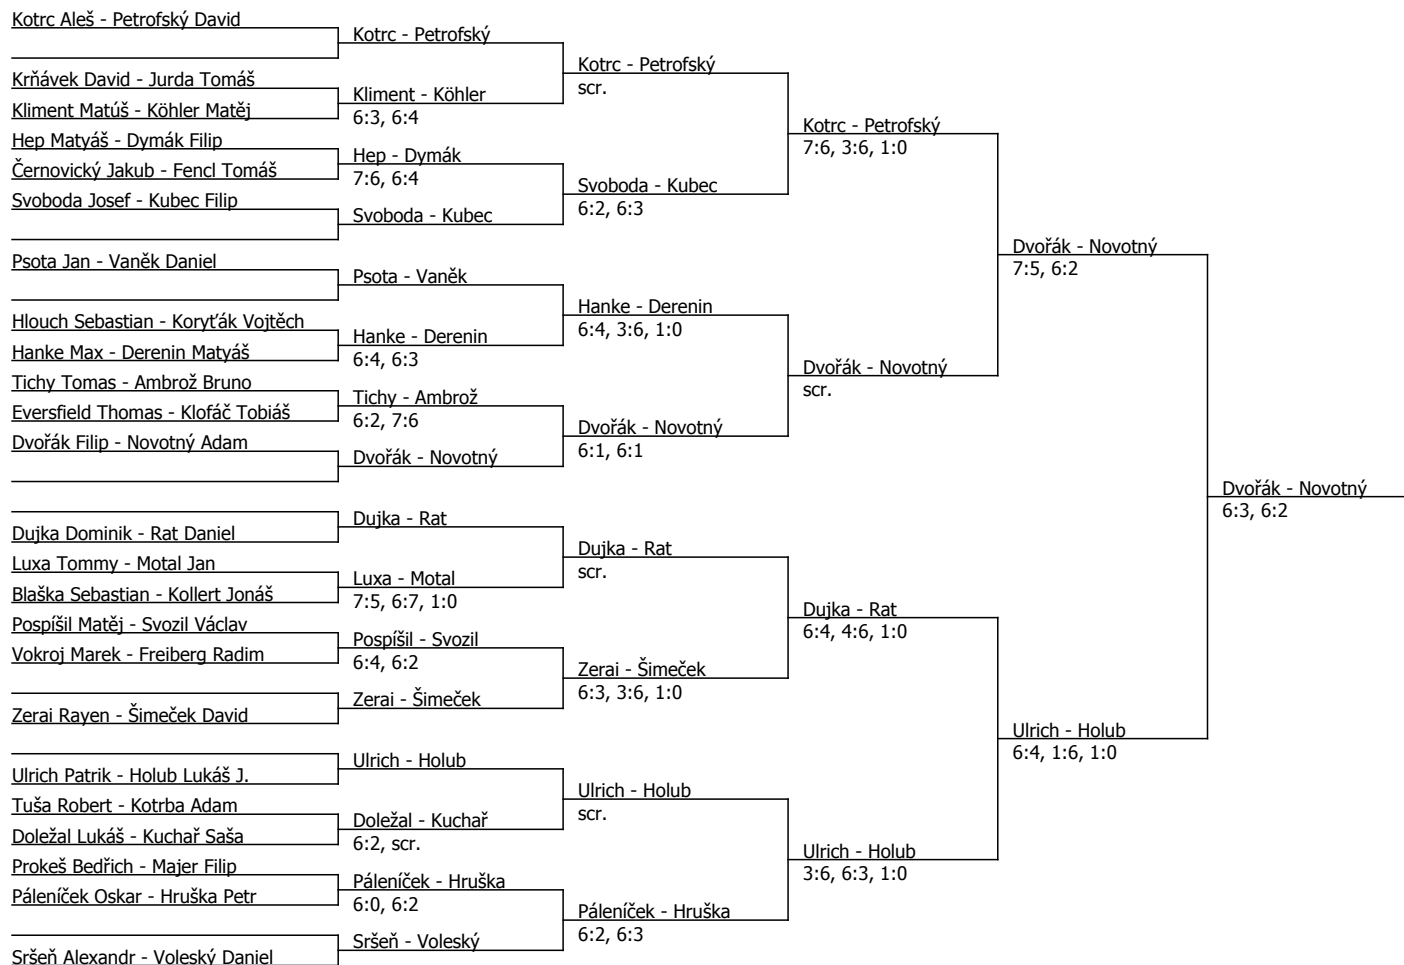 Kotrc Aleš - Petrofský David
Krňávek David - Jurda Tomáš
Kliment Matúš - Köhler Matěj
Hep Matyáš - Dymák Filip
Černovický Jakub - Fencl Tomáš
Svoboda Josef - Kubec Filip
Psota Jan - Vaněk Daniel
Hlouch Sebastian - Koryťák Vojtěch
Hanke Max - Derenin Matyáš
Tichy Tomas - Ambrož Bruno
Eversfield Thomas - Klofáč Tobiáš
Dvořák Filip - Novotný Adam
Dujka Dominik - Rat Daniel
Luxa Tommy - Motal Jan
Blaška Sebastian - Kollert Jonáš
Pospíšil Matěj - Svozil Václav
Vokroj Marek - Freiberg Radim
Zerai Rayen - Šimeček David
Ulrich Patrik - Holub Lukáš J.
Tuša Robert - Kotrba Adam
Doležal Lukáš - Kuchař Saša
Prokeš Bedřich - Majer Filip
Páleníček Oskar - Hruška Petr
Sršeň Alexandr - Voleský Daniel
Kotrc - Petrofský
Kliment - Köhler
6:3, 6:4
Hep - Dymák
7:6, 6:4
Svoboda - Kubec
Psota - Vaněk
Hanke - Derenin
6:4, 6:3
Tichy - Ambrož
6:2, 7:6
Dvořák - Novotný
Dujka - Rat
Luxa - Motal
7:5, 6:7, 1:0
Pospíšil - Svozil
6:4, 6:2
Zerai - Šimeček
Ulrich - Holub
Doležal - Kuchař
6:2, scr.
Páleníček - Hruška
6:0, 6:2
Sršeň - Voleský
Kotrc - Petrofský
scr.
Svoboda - Kubec
6:2, 6:3
Hanke - Derenin
6:4, 3:6, 1:0
Dvořák - Novotný
6:1, 6:1
Dujka - Rat
scr.
Zerai - Šimeček
6:3, 3:6, 1:0
Ulrich - Holub
scr.
Páleníček - Hruška
6:2, 6:3
Kotrc - Petrofský
7:6, 3:6, 1:0
Dvořák - Novotný
scr.
Dujka - Rat
6:4, 4:6, 1:0
Ulrich - Holub
3:6, 6:3, 1:0
Dvořák - Novotný
7:5, 6:2
Ulrich - Holub
6:4, 1:6, 1:0
Dvořák - Novotný
6:3, 6:2